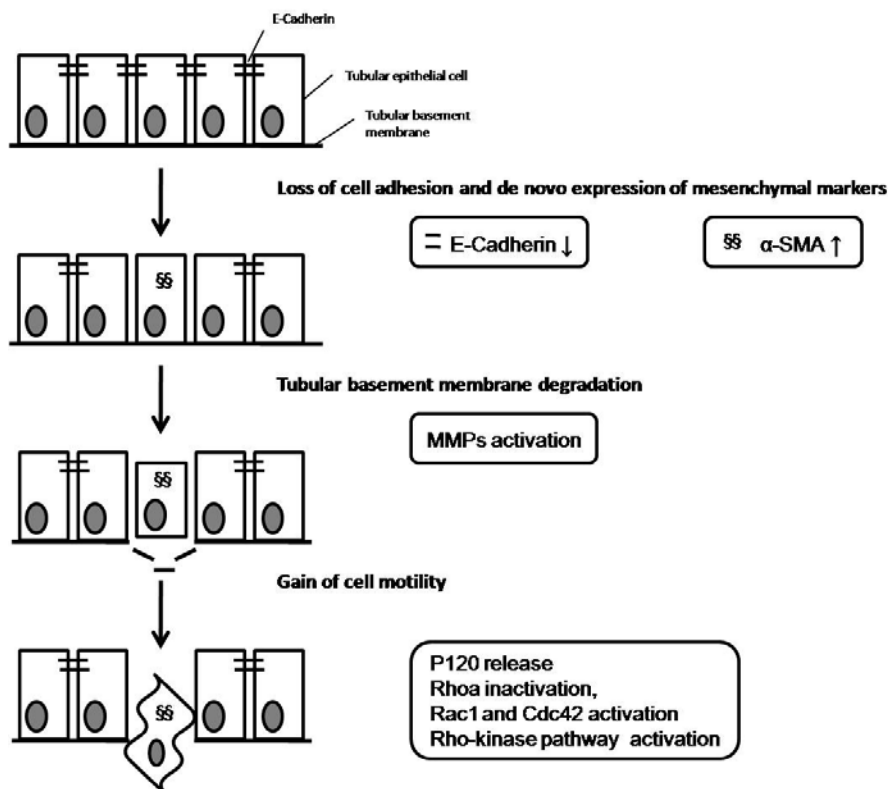 E-Cadherin
Tubular epithelial cell
Tubular basement
membrane
Loss of cell adhesion and de novo expression of mesenchymal markers
E-Cadherin ↓
§§ α-SMA ↑
§§
Tubular basement membrane degradation
MMPs activation
§§
Gain of cell motility
P120 release
Rhoa inactivation,
Rac1 and Cdc42 activation
Rho-kinase pathway activation
§§